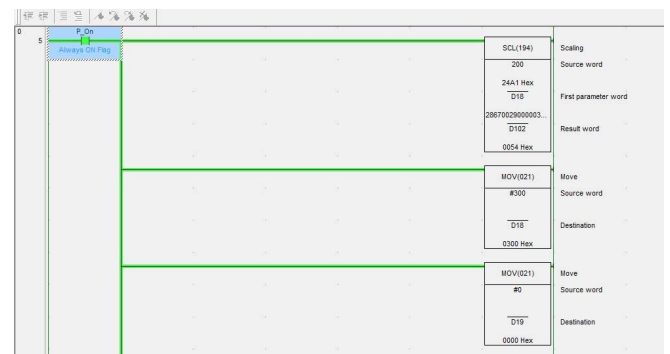 0
P_On
5
Always ON Flag
SCL(194) Scaling
200 Source word
24A1 Hex
D18 First parameter word
28670029000003...
D102 Result word
0054 Hex
MOV(021) Move
#300 Source word
D18 Destination
0300 Hex
MOV(021) Move
#0 Source word
D19 Destination
0000 Hex